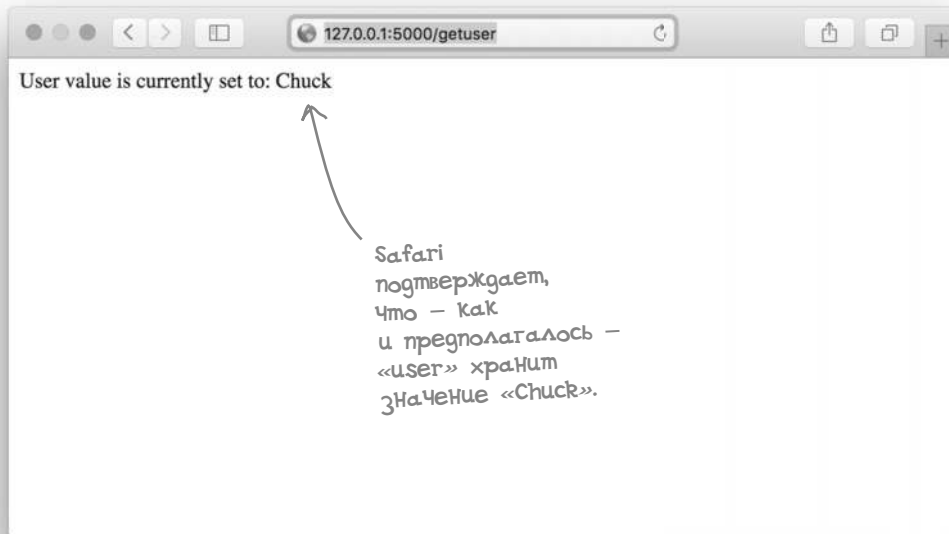 127.0.0.1:5000/getuser
User value is currently set to: Chuck
Safari
подтверждает,
что – как
и предполагалось –
«user» хранит
значение «Chuck».